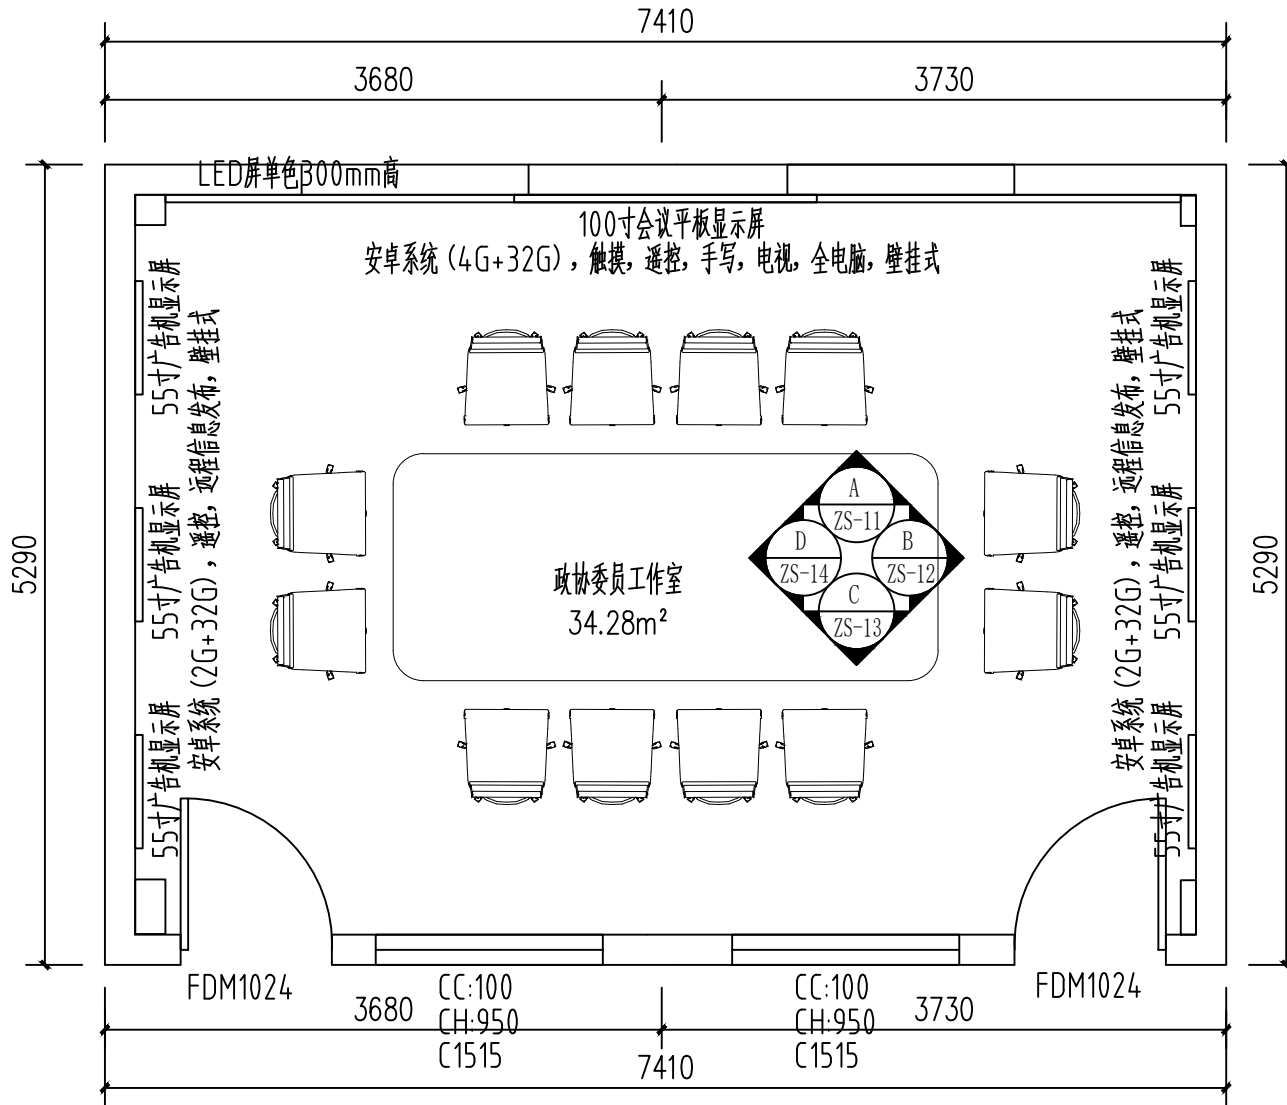 7410
3680
3730
LED屏单色300mm高
100寸会议平板显示屏
安卓系统（4G+32G），触摸，遥控，手写，电视，全电脑，壁挂式
55寸广告机显示屏
55寸广告机显示屏
55寸广告机显示屏
安卓系统（2G+32G），遥控，远程信息发布，壁挂式
安卓系统（2G+32G），遥控，远程信息发布，壁挂式
55寸广告机显示屏
55寸广告机显示屏
55寸广告机显示屏
5290
5290
A
ZS-11
D
ZS-14
B
ZS-12
C
ZS-13
政协委员工作室
34.28m²
FDM1024
CC:100
CH:950
C1515
CC:100
CH:950
C1515
FDM1024
3680
3730
7410